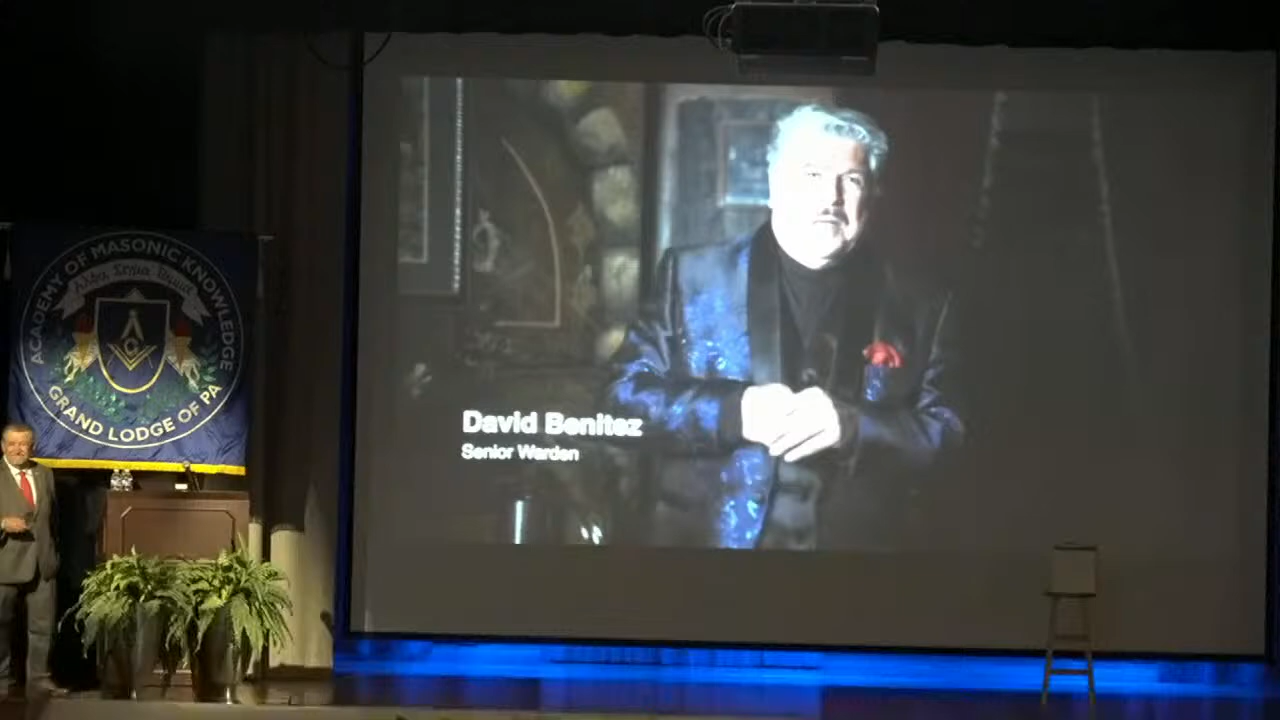 ACADEMY OF MASONIC KNOWLEDGE
GRAND LODGE OF PA
David Benitez
Senior Warden